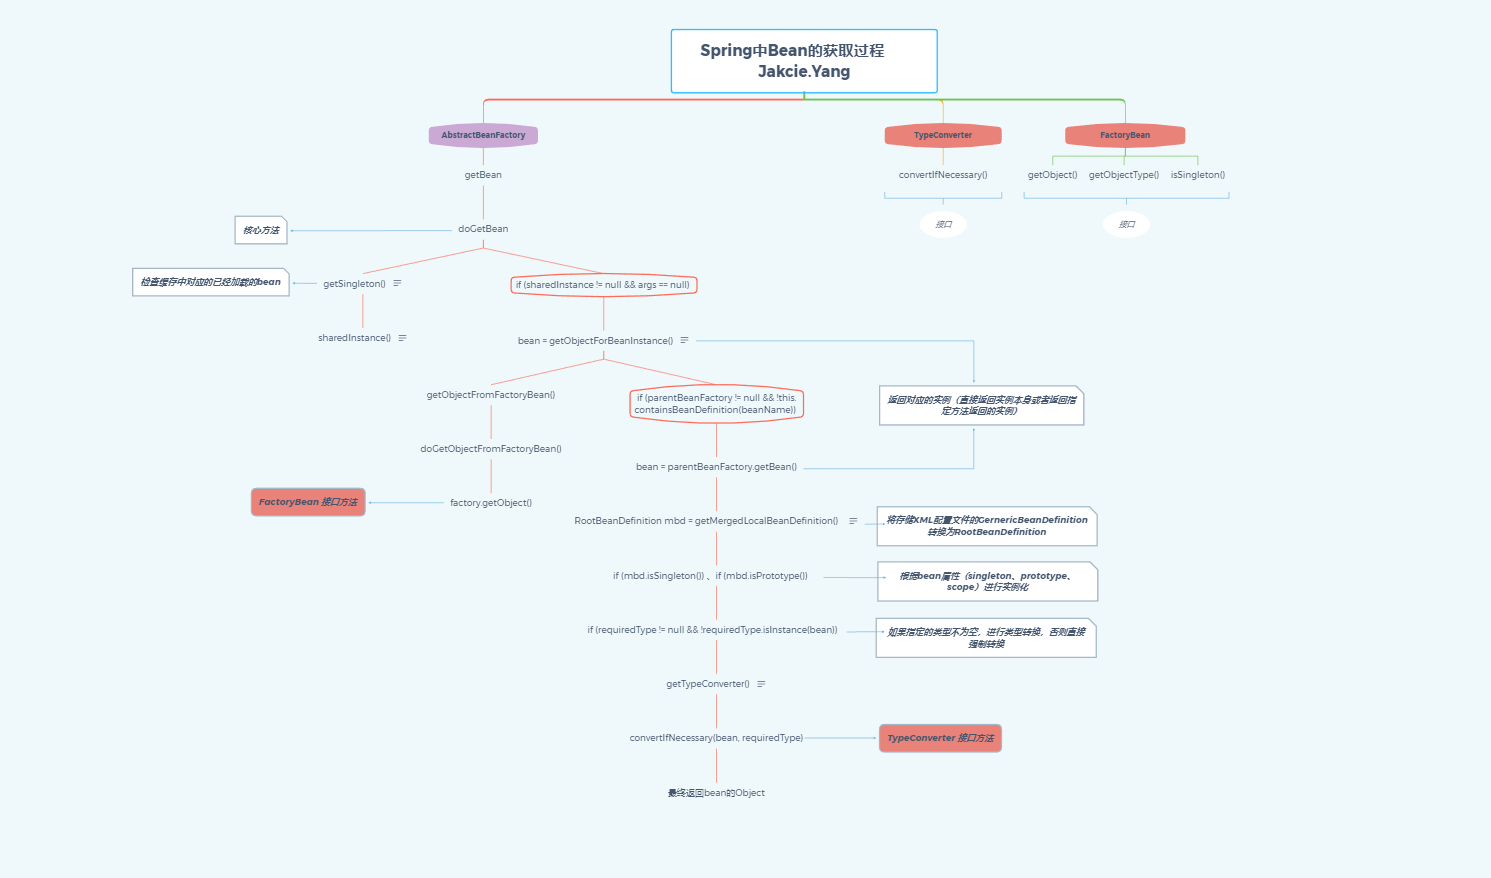 Spring中Bean的获取过程
Jakcie.Yang
AbstractBeanFactory
TypeConverter
FactoryBean
getBean
convertIfNecessary()
getObject()
getObjectType()
isSingleton()
核心方法
doGetBean
接口
接口
检查缓存中对应的已经加载的bean
getSingleton()
if (sharedInstance != null && args == null)
sharedInstance()
bean = getObjectForBeanInstance()
getObjectFromFactoryBean()
if (parentBeanFactory != null && !this.
containsBeanDefinition(beanName))
返回对应的实例（直接返回实例本身或者返回指
定方法返回的实例）
doGetObjectFromFactoryBean()
bean = parentBeanFactory.getBean()
FactoryBean 接口方法
factory.getObject()
RootBeanDefinition mbd = getMergedLocalBeanDefinition()
将存储XML配置文件的GernericBeanDefinition
转换为RootBeanDefinition
if (mbd.isSingleton()) 、if (mbd.isPrototype())
根据bean属性（singleton、prototype、
scope）进行实例化
if (requiredType != null && !requiredType.isInstance(bean))
如果指定的类型不为空，进行类型转换，否则直接
强制转换
getTypeConverter()
convertIfNecessary(bean, requiredType)
TypeConverter 接口方法
最终返回bean的Object